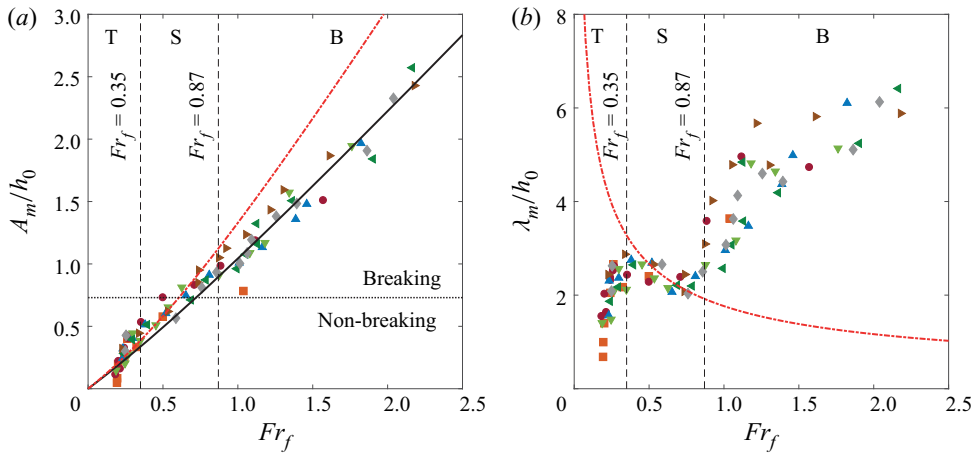 (a)
3.0
2.5
2.0
1.5
1.0
0.5
0
0.5
1.0
1.5
2.0
2.5
A_m/h_0
Fr_f
T
S
B
Fr_f = 0.35
Fr_f = 0.87
Breaking
Non-breaking
(b)
8
6
4
2
0
0.5
1.0
1.5
2.0
2.5
λ_m/h_0
Fr_f
T
S
B
Fr_f = 0.35
Fr_f = 0.87